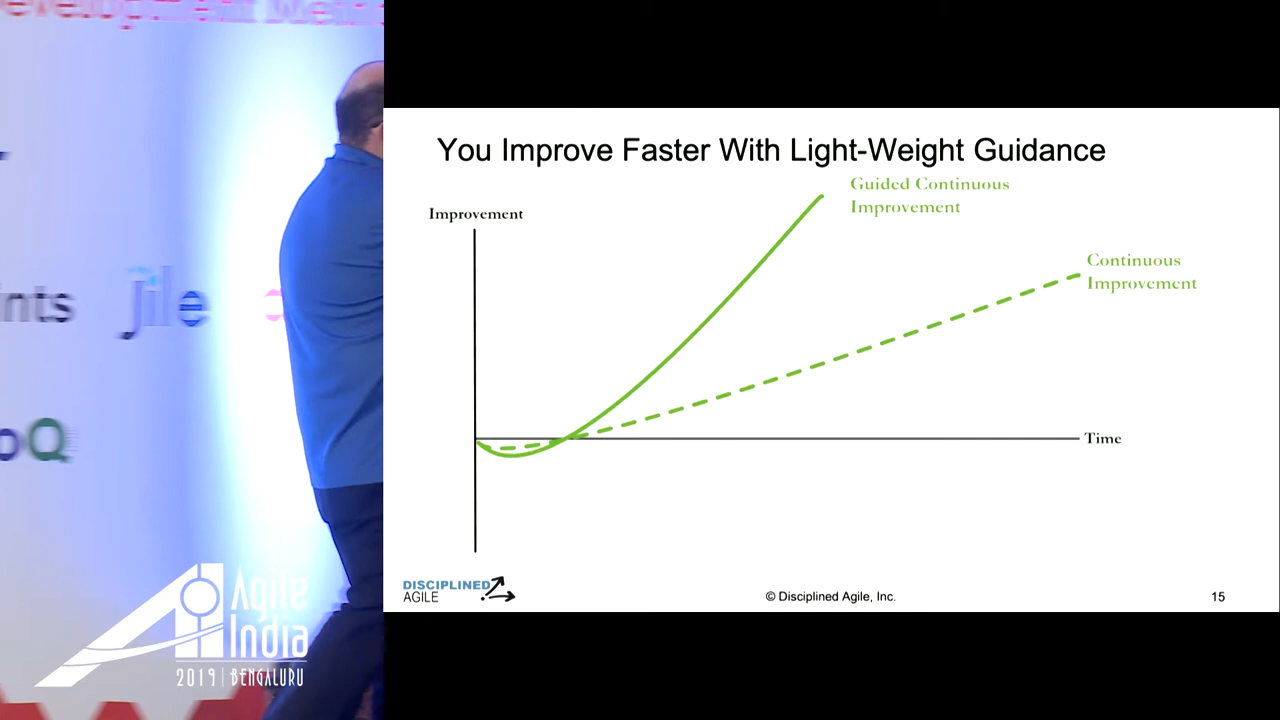 jile
Agile
India
2019 | BENGALURU
You Improve Faster With Light-Weight Guidance
Guided Continuous
Improvement
Improvement
Continuous
Improvement
Time
DISCIPLINED
AGILE
© Disciplined Agile, Inc.
15